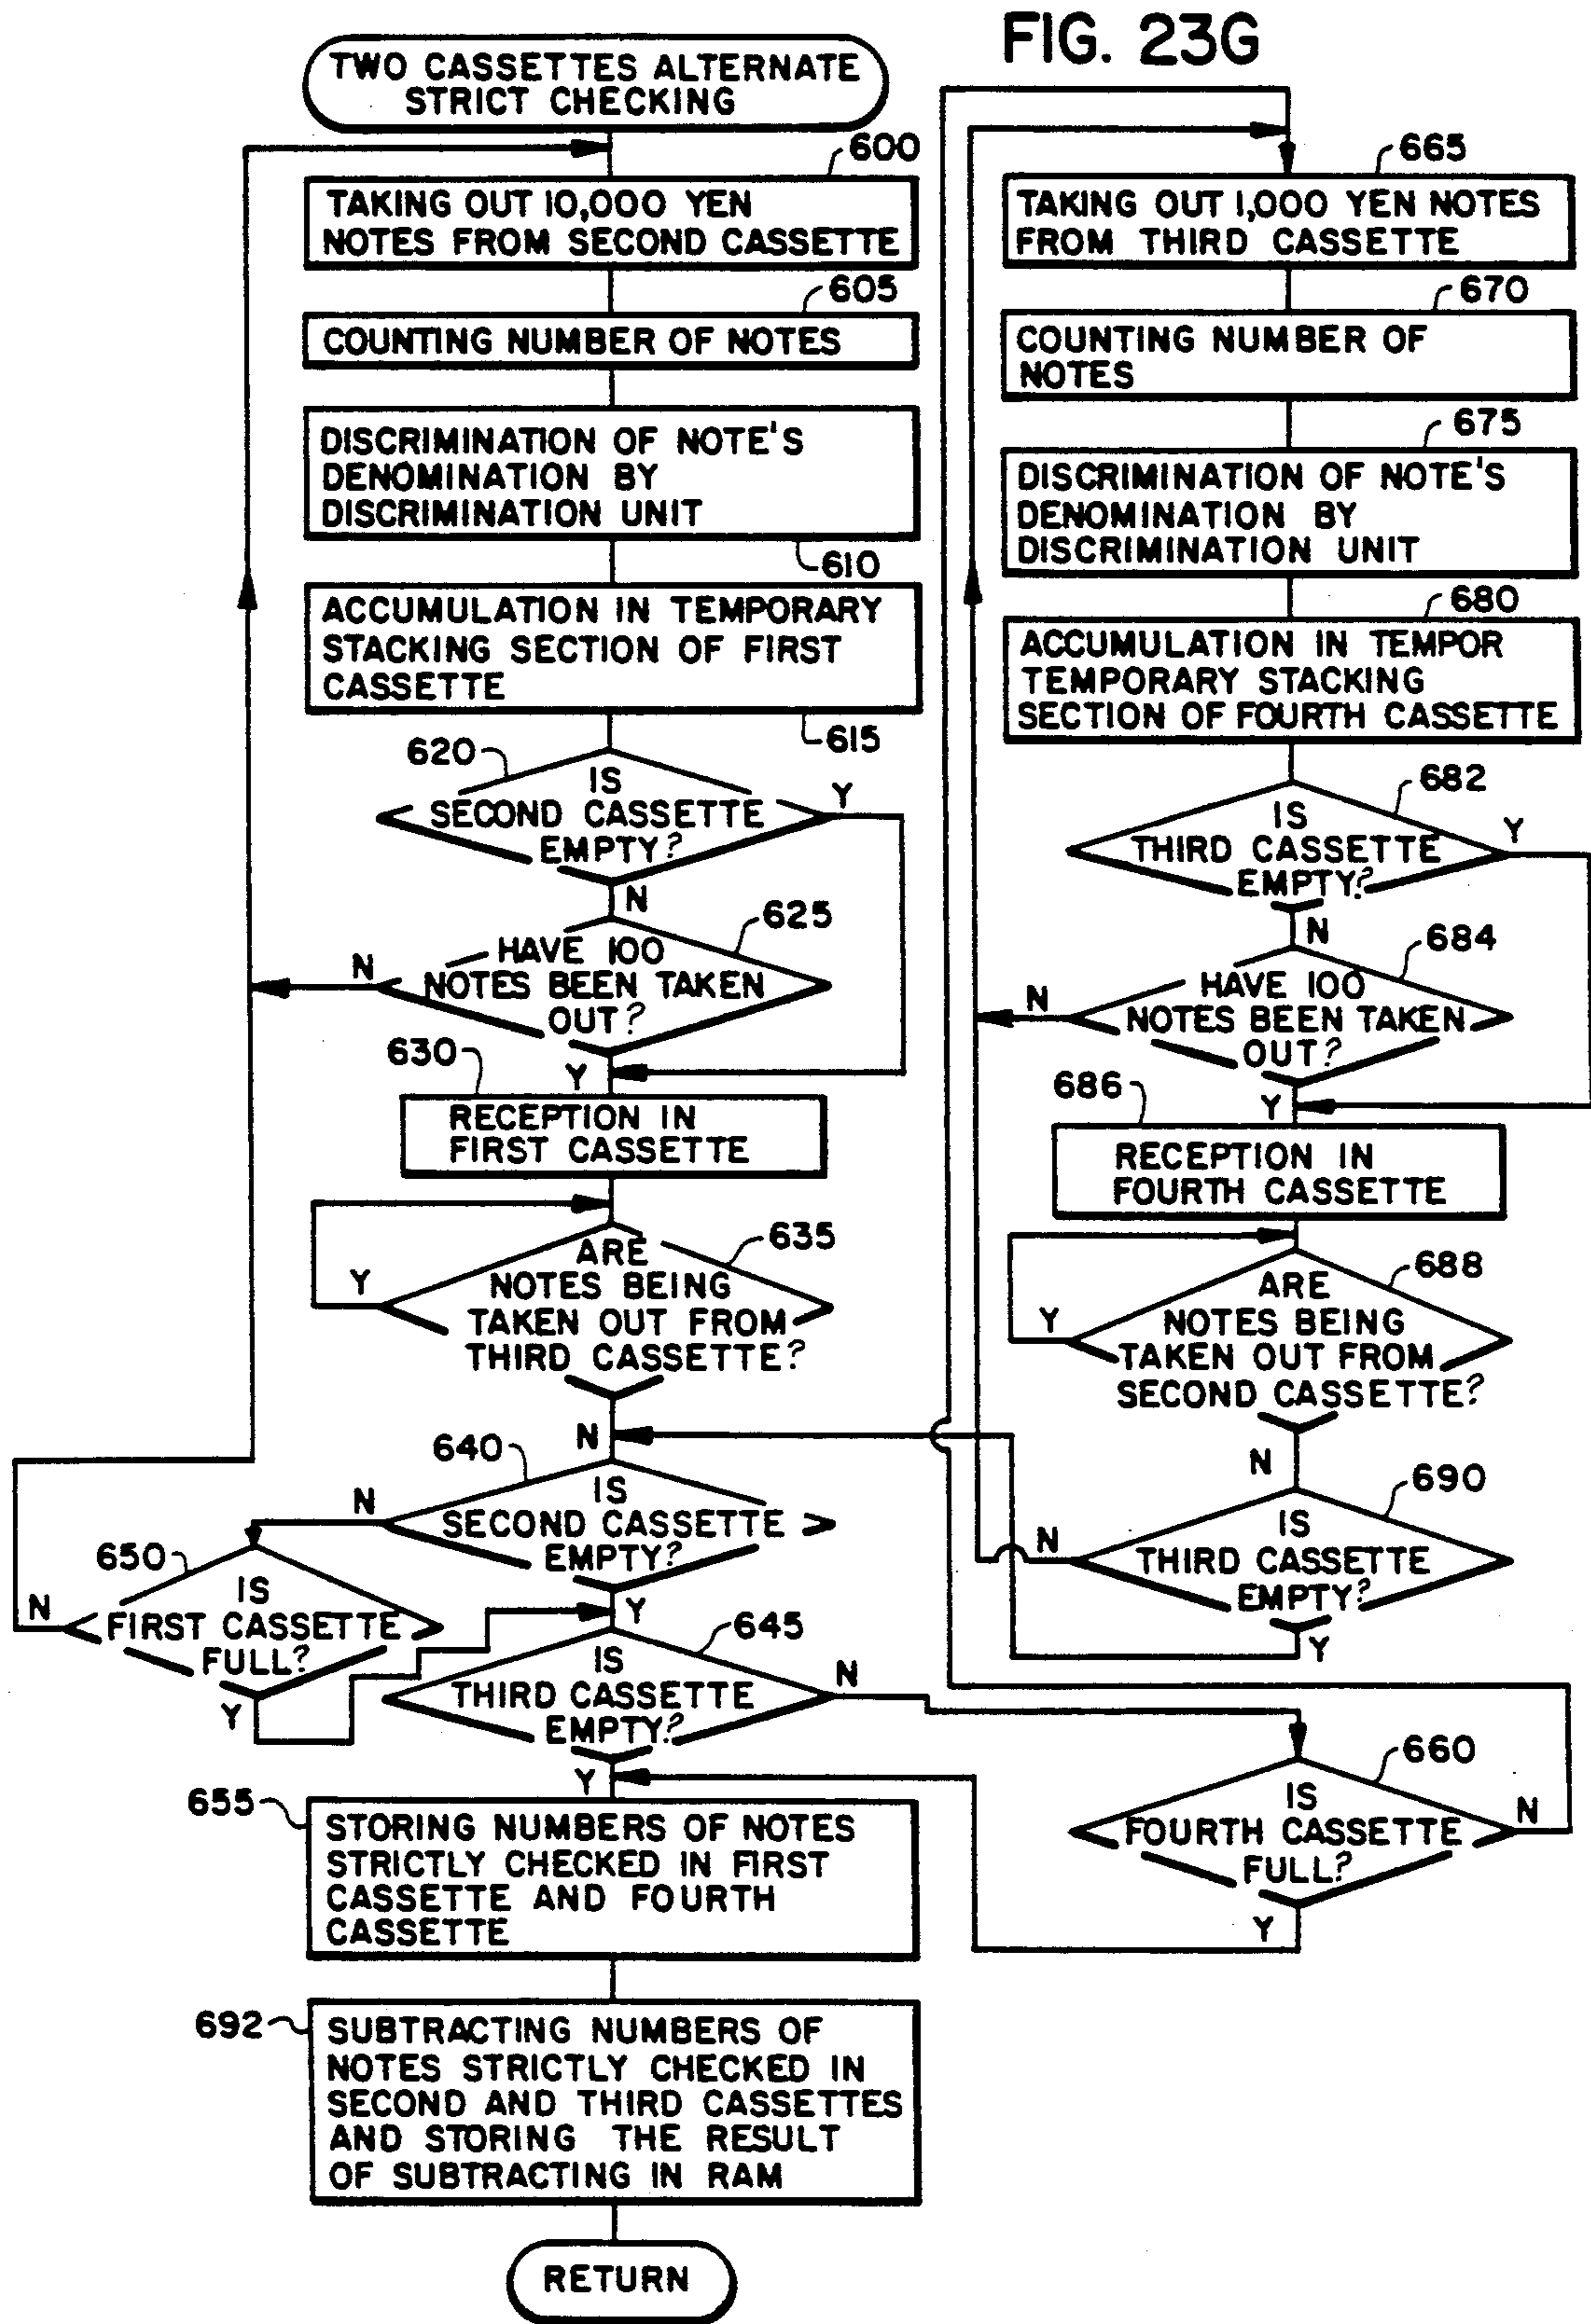 FIG. 23G
TWO CASSETTES ALTERNATE
STRICT CHECKING
600
TAKING OUT 10,000 YEN
NOTES FROM SECOND CASSETTE
605
COUNTING NUMBER OF NOTES
DISCRIMINATION OF NOTE'S
DENOMINATION BY
DISCRIMINATION UNIT
610
ACCUMULATION IN TEMPORARY
STACKING SECTION OF FIRST
CASSETTE
615
620
IS
SECOND CASSETTE
EMPTY?
Y
N
625
HAVE 100
NOTES BEEN TAKEN
OUT?
N
Y
630
RECEPTION IN
FIRST CASSETTE
635
ARE
NOTES BEING
TAKEN OUT FROM
THIRD CASSETTE?
Y
N
640
IS
SECOND CASSETTE
EMPTY?
N
Y
650
IS
FIRST CASSETTE
FULL?
N
Y
645
IS
THIRD CASSETTE
EMPTY?
N
Y
655
STORING NUMBERS OF NOTES
STRICTLY CHECKED IN FIRST
CASSETTE AND FOURTH
CASSETTE
692
SUBTRACTING NUMBERS OF
NOTES STRICTLY CHECKED IN
SECOND AND THIRD CASSETTES
AND STORING THE RESULT
OF SUBTRACTING IN RAM
RETURN
665
TAKING OUT 1,000 YEN NOTES
FROM THIRD CASSETTE
670
COUNTING NUMBER OF
NOTES
675
DISCRIMINATION OF NOTE'S
DENOMINATION BY
DISCRIMINATION UNIT
680
ACCUMULATION IN TEMPOR
TEMPORARY STACKING
SECTION OF FOURTH CASSETTE
682
IS
THIRD CASSETTE
EMPTY?
Y
N
684
HAVE 100
NOTES BEEN TAKEN
OUT?
N
Y
686
RECEPTION IN
FOURTH CASSETTE
688
ARE
NOTES BEING
TAKEN OUT FROM
SECOND CASSETTE?
Y
N
690
IS
THIRD CASSETTE
EMPTY?
N
Y
660
IS
FOURTH CASSETTE
FULL?
N
Y